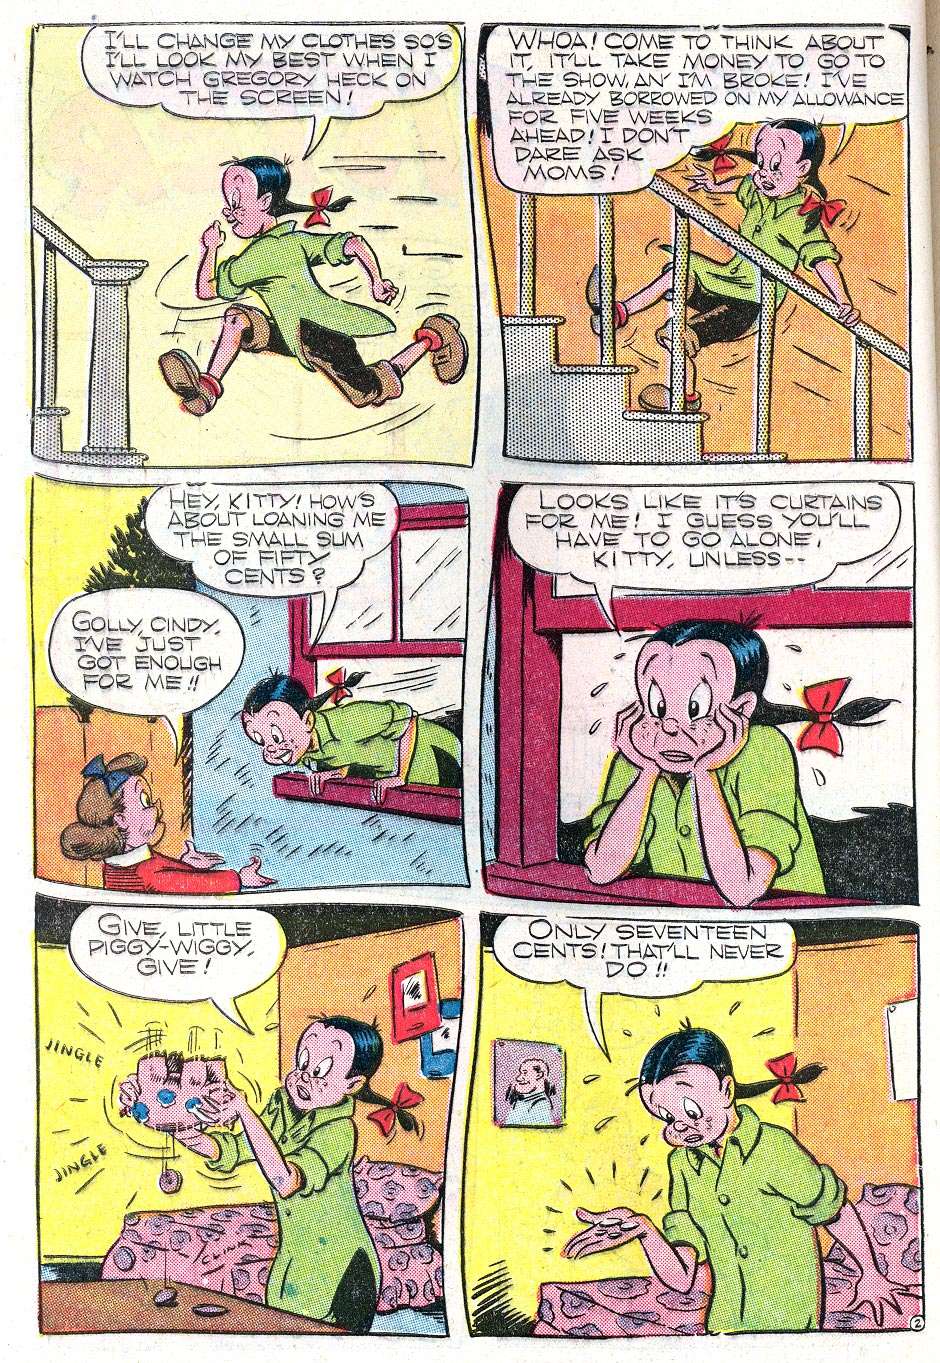 I'LL CHANGE MY CLOTHES SO'S
I'LL LOOK MY BEST WHEN I
WATCH GREGORY HECK ON
THE SCREEN!
WHOA! COME TO THINK ABOUT
IT, IT'LL TAKE MONEY TO GO TO
THE SHOW, AN' I'M BROKE! I'VE
ALREADY BORROWED ON MY ALLOWANCE
FOR FIVE WEEKS
AHEAD! I DON'T
DARE ASK
MOMS!
HEY, KITTY! HOW'S
ABOUT LOANING ME
THE SMALL SUM
OF FIFTY
CENTS?
GOLLY, CINDY,
I'VE JUST
GOT ENOUGH
FOR ME!!
LOOKS LIKE IT'S CURTAINS
FOR ME! I GUESS YOU'LL
HAVE TO GO ALONE,
KITTY, UNLESS--
GIVE, LITTLE
PIGGY-WIGGY,
GIVE!
JINGLE
JINGLE
ONLY SEVENTEEN
CENTS! THAT'LL NEVER
DO!!
2